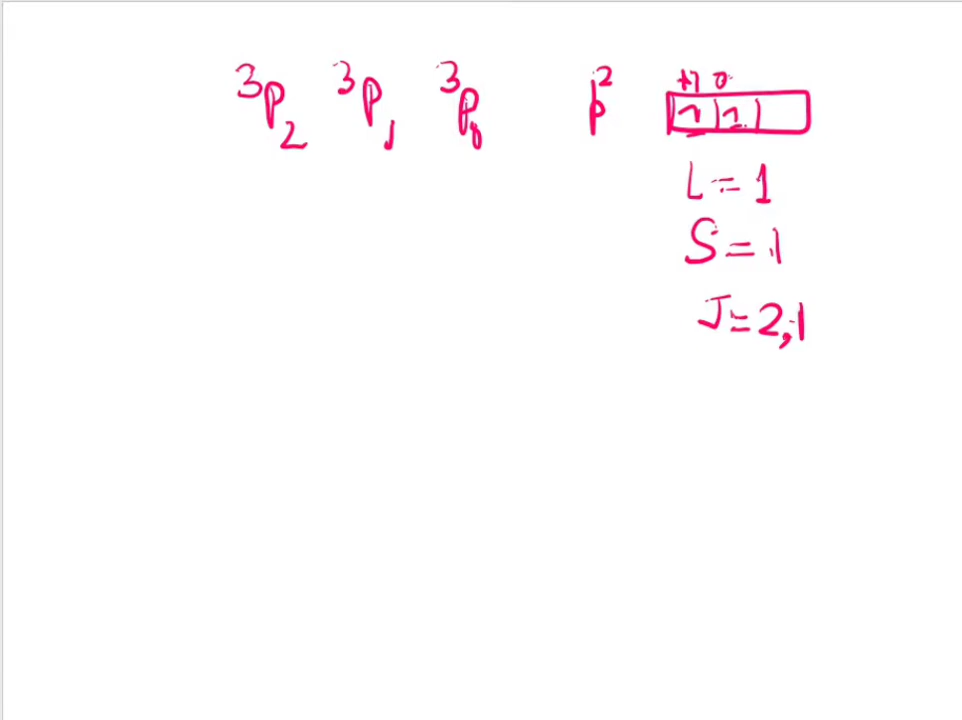 ³P₂ ³P₁ ³P₀ p² +1 0
1 1
L = 1
S = 1
J = 2, 1